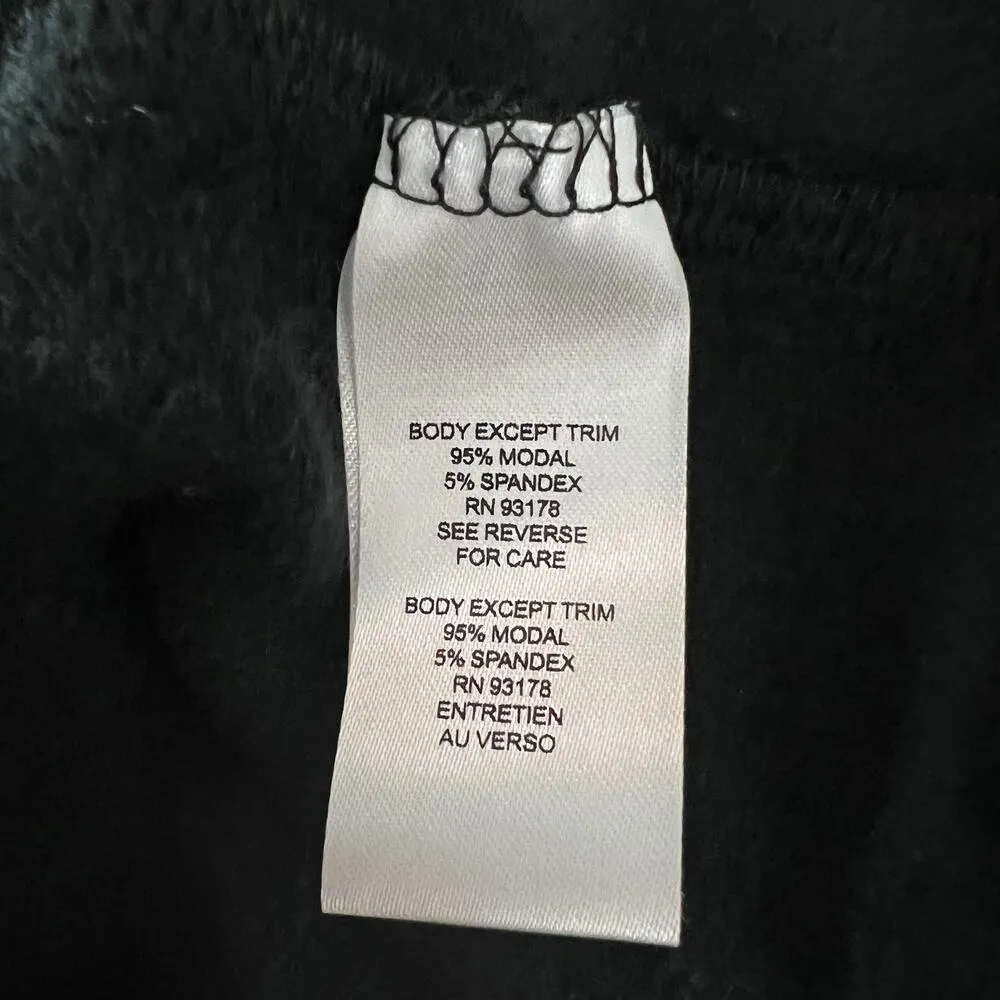 BODY EXCEPT TRIM
95% MODAL
5% SPANDEX
RN 93178
SEE REVERSE
FOR CARE
BODY EXCEPT TRIM
95% MODAL
5% SPANDEX
RN 93178
ENTRETIEN
AU VERSO